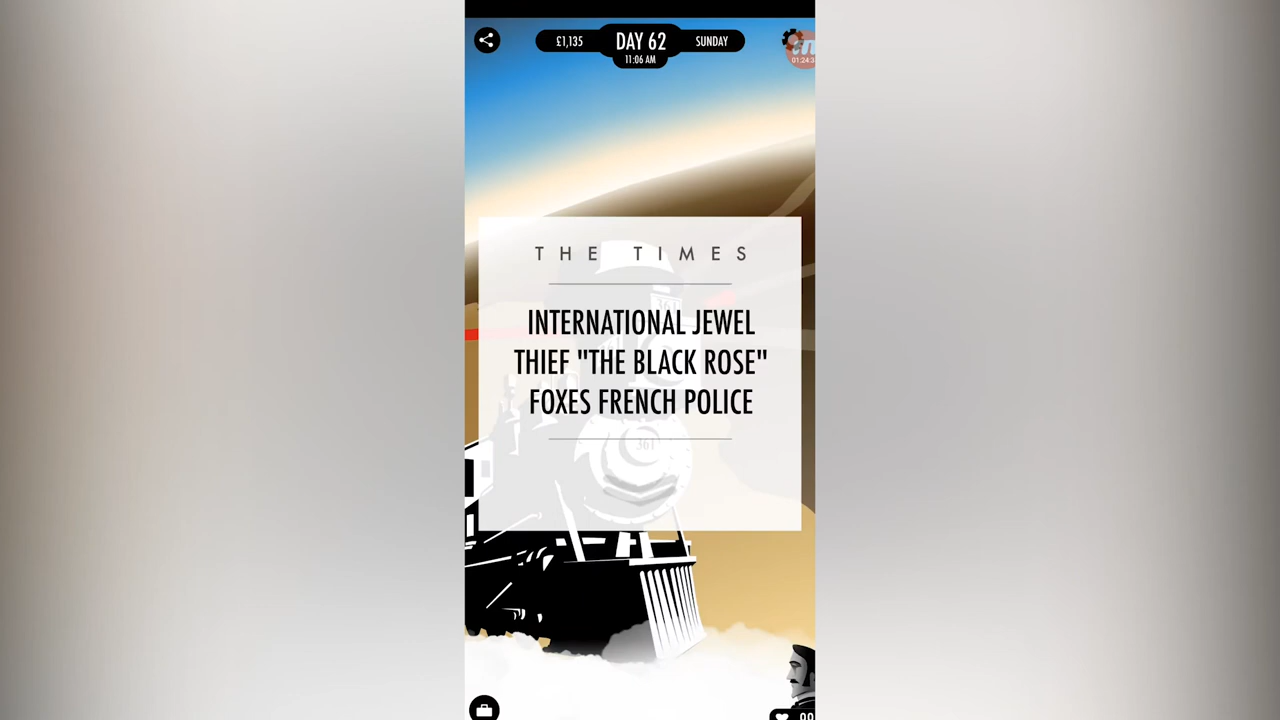 £1,135 DAY 62 SUNDAY
11:06 AM
THE TIMES
INTERNATIONAL JEWEL
THIEF "THE BLACK ROSE"
FOXES FRENCH POLICE
361